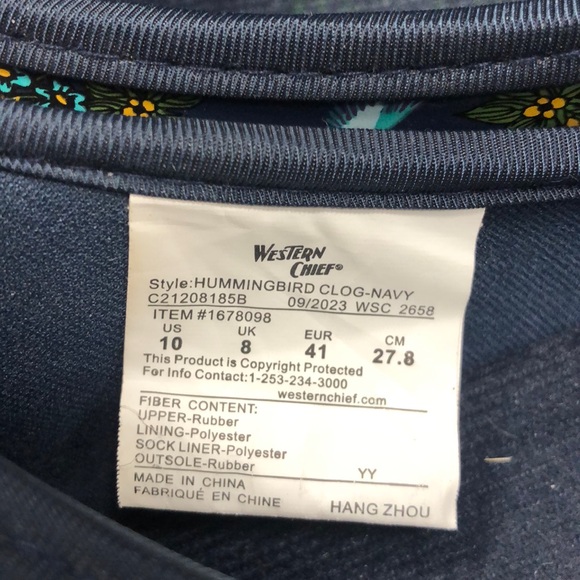 WESTERN
CHIEF®
Style:HUMMINGBIRD CLOG-NAVY
C21208185B 09/2023 WSC 2658
ITEM #1678098
US UK EUR CM
10 8 41 27.8
This Product is Copyright Protected
For Info Contact:1-253-234-3000
westernchief.com
FIBER CONTENT:
UPPER-Rubber
LINING-Polyester
SOCK LINER-Polyester
OUTSOLE-Rubber YY
MADE IN CHINA
FABRIQUÉ EN CHINE HANG ZHOU